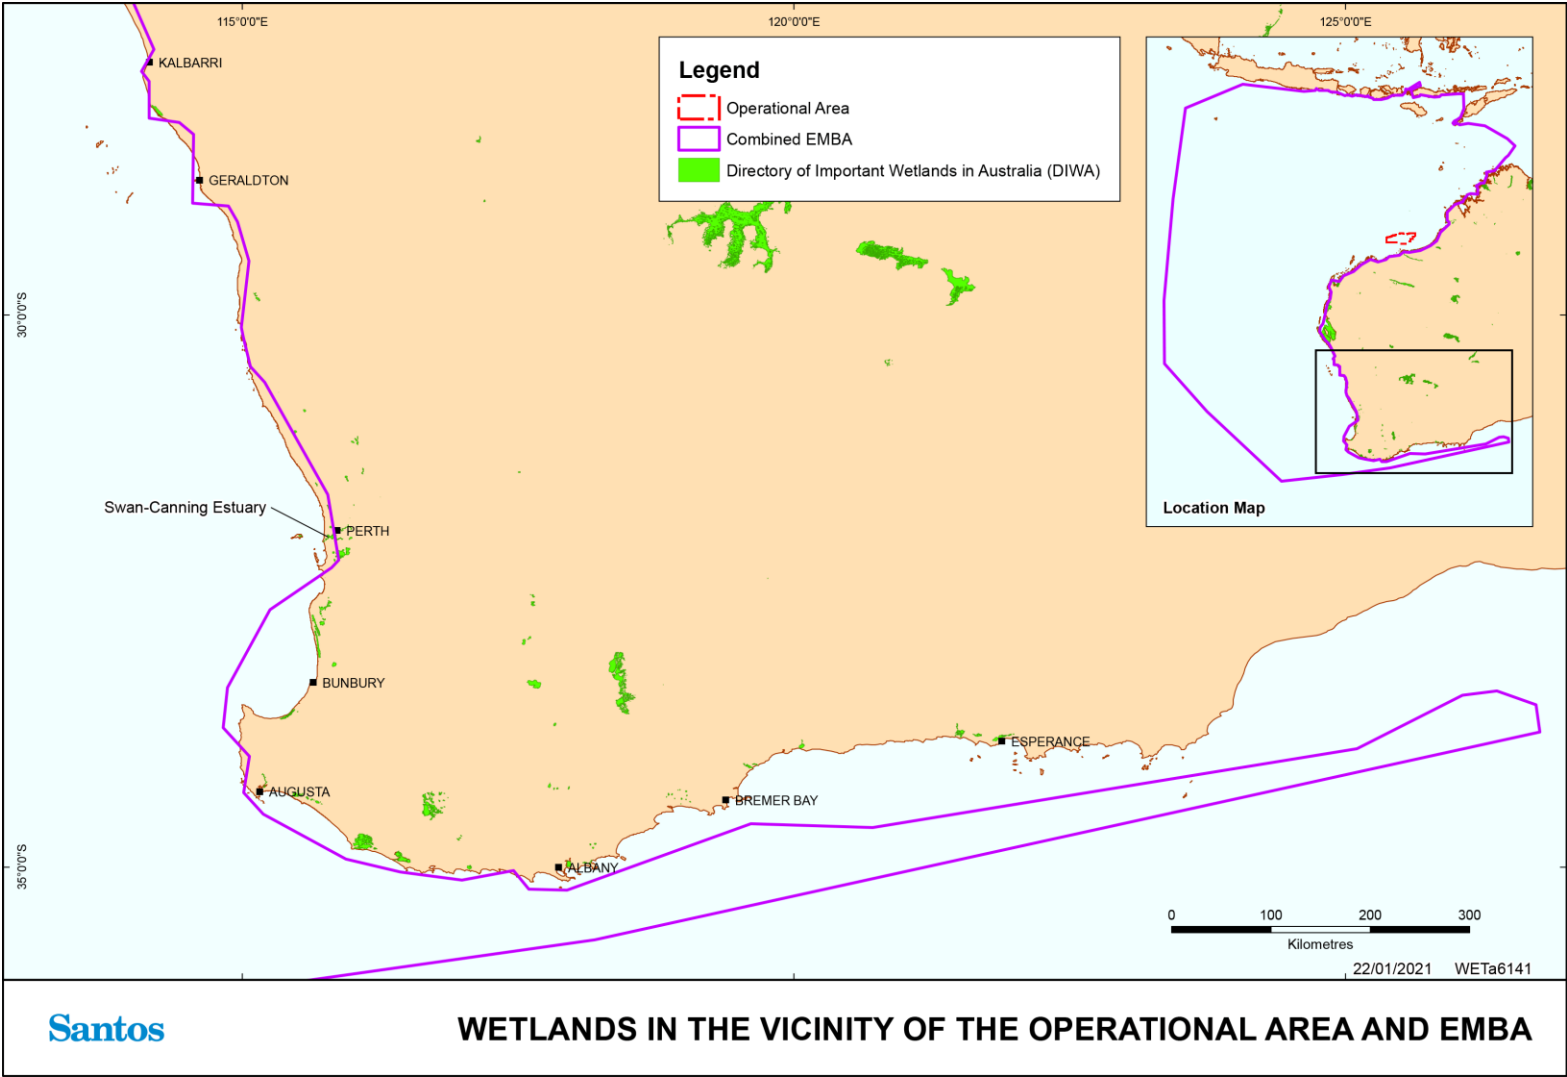 115°0'0"E
120°0'0"E
125°0'0"E
KALBARRI
Legend
Operational Area
Combined EMBA
Directory of Important Wetlands in Australia (DIWA)
GERALDTON
30°0'0"S
Swan-Canning Estuary
PERTH
Location Map
BUNBURY
ESPERANCE
AUGUSTA
BREMER BAY
ALBANY
35°0'0"S
0 100 200 300
Kilometres
22/01/2021 WETa6141
Santos
WETLANDS IN THE VICINITY OF THE OPERATIONAL AREA AND EMBA